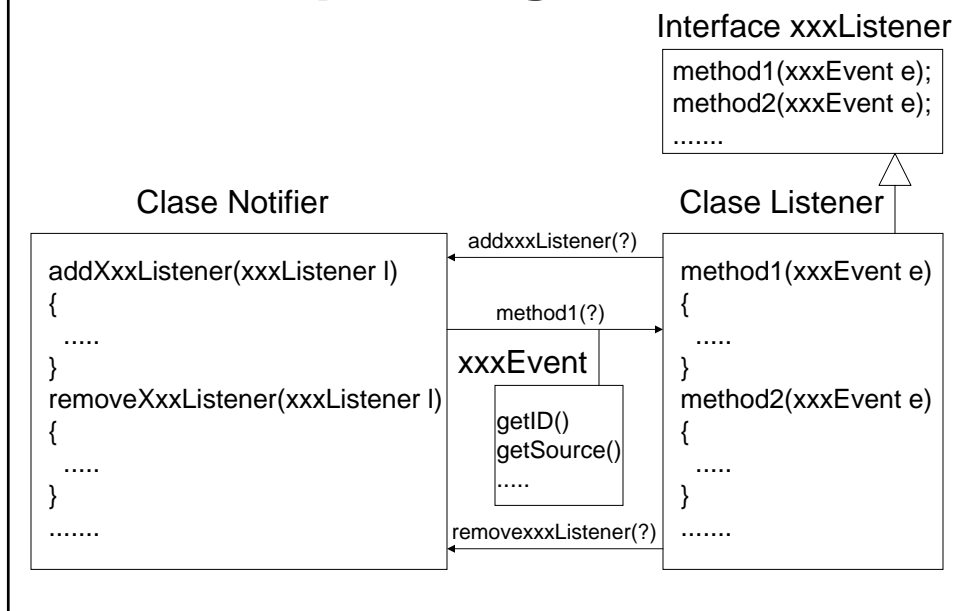 Interface xxxListener
method1(xxxEvent e);
method2(xxxEvent e);
.......
Clase Notifier
addXxxListener(xxxListener l)
{
.....
}
removeXxxListener(xxxListener l)
{
.....
}
.......
addxxxListener(?)
method1(?)
xxxEvent
getID()
getSource()
.....
removexxxListener(?)
Clase Listener
method1(xxxEvent e)
{
.....
}
method2(xxxEvent e)
{
.....
}
.......